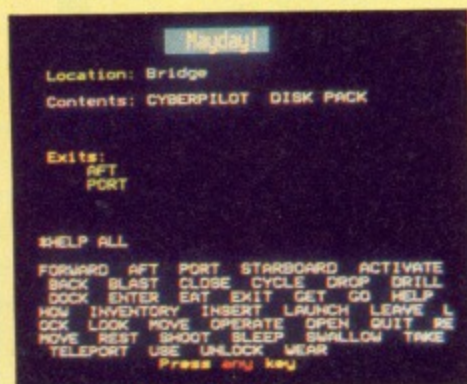 Mayday!
Location: Bridge
Contents: CYBERPILOT DISK PACK
Exits:
AFT
PORT
*HELP ALL
FORWARD AFT PORT STARBOARD ACTIVATE
BACK BLAST CLOSE CYCLE DROP DRILL
DOCK ENTER EAT EXIT GET GO HELP
HOW INVENTORY INSERT LAUNCH LEAVE L
OCK LOOK MOVE OPERATE OPEN QUIT RE
MOVE REST SHOOT SLEEP SWALLOW TAKE
TELEPORT USE UNLOCK WEAR
Press any key